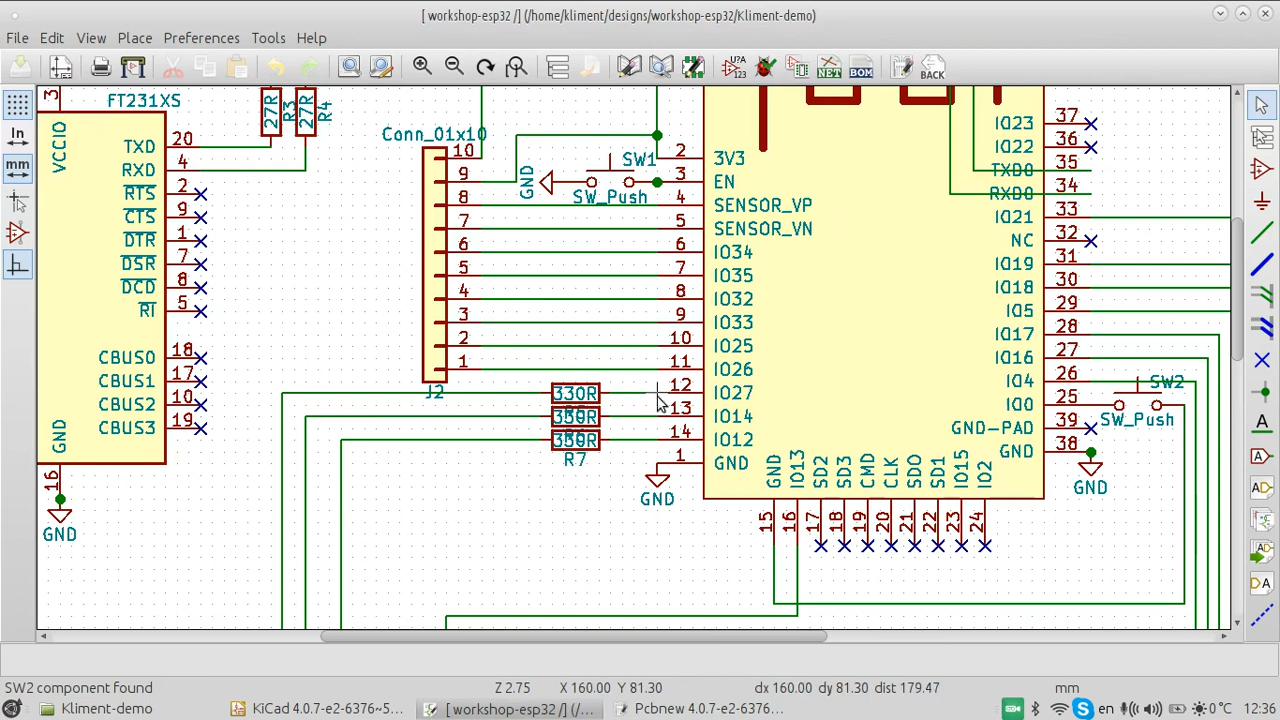 [ workshop-esp32 /] (/home/kliment/designs/workshop-esp32/Kliment-demo)
File Edit View Place Preferences Tools Help
U?A
123
NET
BOM
BACK
In
mm
3
FT231XS
VCCIO
TXD
20
RXD
4
RTS
2
CTS
9
DTR
1
DSR
7
DCD
8
RI
5
CBUS0
18
CBUS1
17
CBUS2
10
CBUS3
19
GND
16
GND
27R
R3
27R
R4
Conn_01x10
10
9
8
7
6
5
4
3
2
1
J2
GND
SW1
SW_Push
330R
330R
R7
2
3V3
3
EN
4
SENSOR_VP
5
SENSOR_VN
6
IO34
7
IO35
8
IO32
9
IO33
10
IO25
11
IO26
12
IO27
13
IO14
14
IO12
1
GND
GND
GND
15
IO13
16
SD2
17
SD3
18
CMD
19
CLK
20
SDO
21
SD1
22
IO15
23
IO2
24
IO23
37
IO22
36
TXD0
35
RXD0
34
IO21
33
NC
32
IO19
31
IO18
30
IO5
29
IO17
28
IO16
27
IO4
26
IO0
25
GND-PAD
39
GND
38
GND
SW2
SW_Push
A
A
AD
DA
SW2 component found
Z 2.75
X 160.00 Y 81.30
dx 160.00 dy 81.30 dist 179.47
mm
Kliment-demo
KiCad 4.0.7-e2-6376~5...
[ workshop-esp32 /] (/...
Pcbnew 4.0.7-e2-6376...
en
0°C
12:36